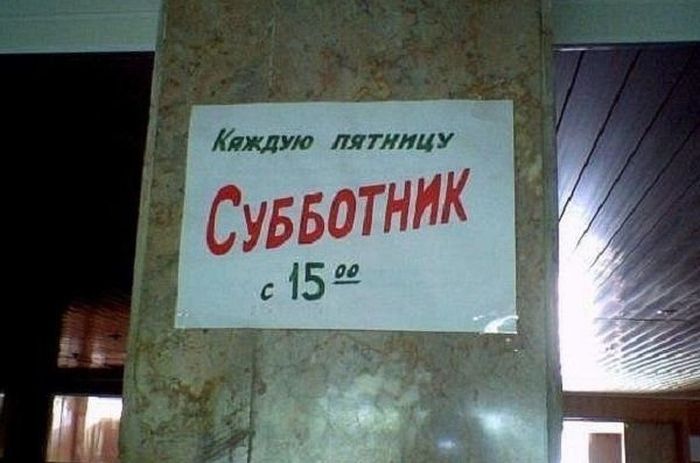 Каждую пятницу
Субботник
с 15⁰⁰